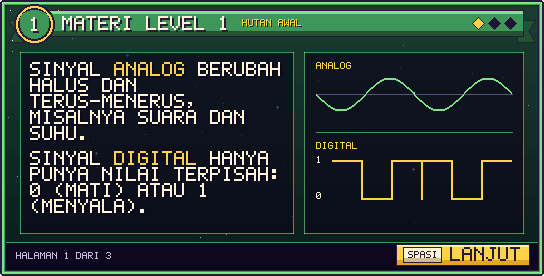 1 MATERI LEVEL 1 HUTAN AWAL
SINYAL ANALOG BERUBAH
HALUS DAN
TERUS-MENERUS,
MISALNYA SUARA DAN
SUHU.
SINYAL DIGITAL HANYA
PUNYA NILAI TERPISAH:
0 (MATI) ATAU 1
(MENYALA).
ANALOG
DIGITAL
1
0
HALAMAN 1 DARI 3
SPASI LANJUT